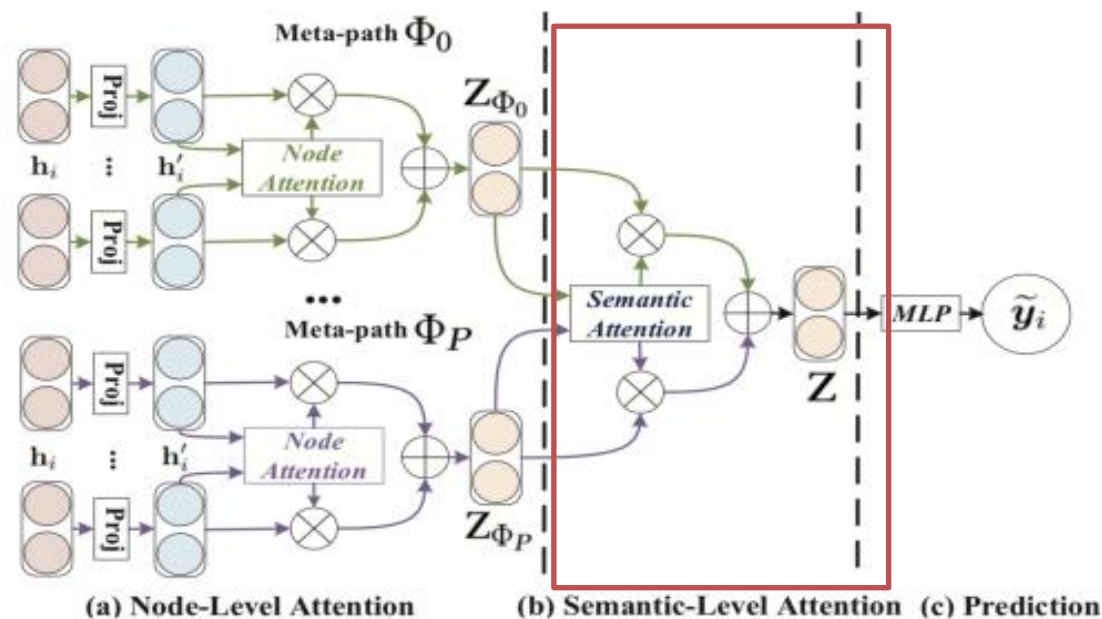 Meta-path Φ₀
Proj
Z_Φ₀
h_i
...
h'_i
Node
Attention
Proj
...
Meta-path Φ_P
Semantic
Attention
MLP
ỹ_i
Z
Proj
h_i
...
h'_i
Node
Attention
Proj
Z_Φ_P
(a) Node-Level Attention
(b) Semantic-Level Attention
(c) Prediction